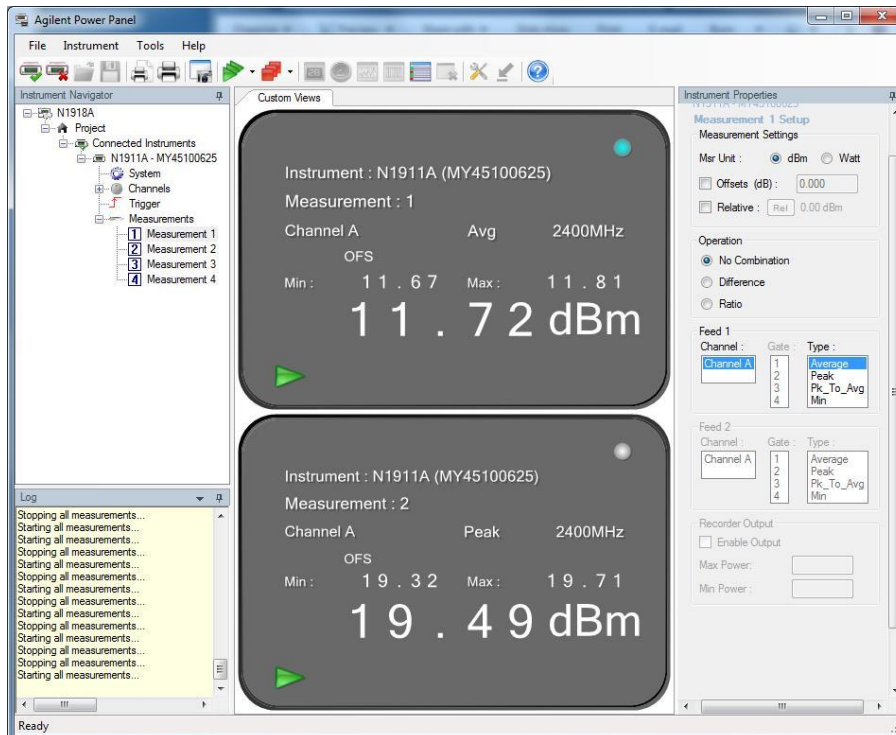 Agilent Power Panel
File Instrument Tools Help
Instrument Navigator
N1918A
Project
Connected Instruments
N1911A - MY45100625
System
Channels
Trigger
Measurements
1 Measurement 1
2 Measurement 2
3 Measurement 3
4 Measurement 4
Log
Stopping all measurements...
Starting all measurements...
Starting all measurements...
Stopping all measurements...
Starting all measurements...
Stopping all measurements...
Starting all measurements...
Stopping all measurements...
Starting all measurements...
Stopping all measurements...
Starting all measurements...
Starting all measurements...
Stopping all measurements...
Starting all measurements...
Ready
Custom Views
Instrument : N1911A (MY45100625)
Measurement : 1
Channel A Avg 2400MHz
OFS
Min : 11.67 Max : 11.81
11.72 dBm
Instrument : N1911A (MY45100625)
Measurement : 2
Channel A Peak 2400MHz
OFS
Min : 19.32 Max : 19.71
19.49 dBm
Instrument Properties
N1911A - MY45100625
Measurement 1 Setup
Measurement Settings
Msr Unit : dBm Watt
Offsets (dB) : 0.000
Relative : Rel 0.00 dBm
Operation
No Combination
Difference
Ratio
Feed 1
Channel : Gate : Type :
Channel A 1 Average
2 Peak
3 Pk_To_Avg
4 Min
Feed 2
Channel : Gate : Type :
Channel A 1 Average
2 Peak
3 Pk_To_Avg
4 Min
Recorder Output
Enable Output
Max Power:
Min Power :